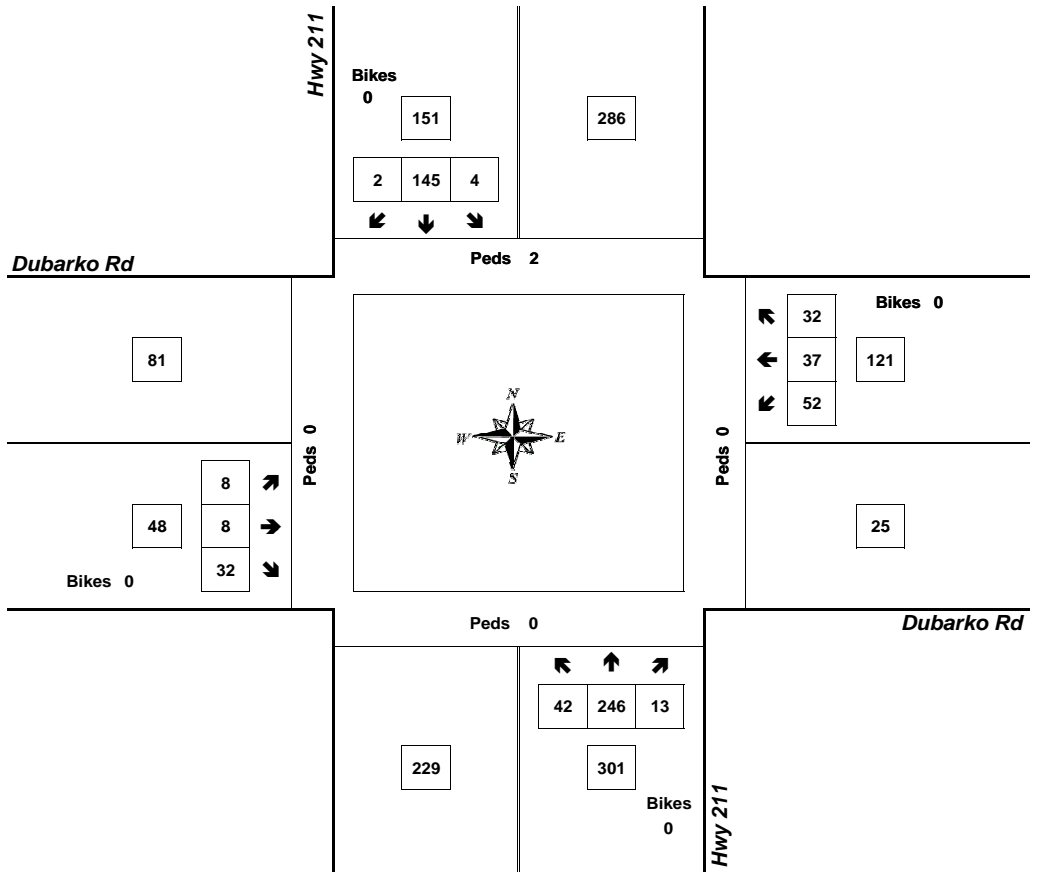 Hwy 211
Bikes
0
151
286
2 145 4
Peds 2
Dubarko Rd
Bikes 0
32
37
52
121
81
N
W E
S
Peds 0
Peds 0
8
8
32
48
Bikes 0
25
Peds 0
Dubarko Rd
42 246 13
229
301
Bikes
0
Hwy 211